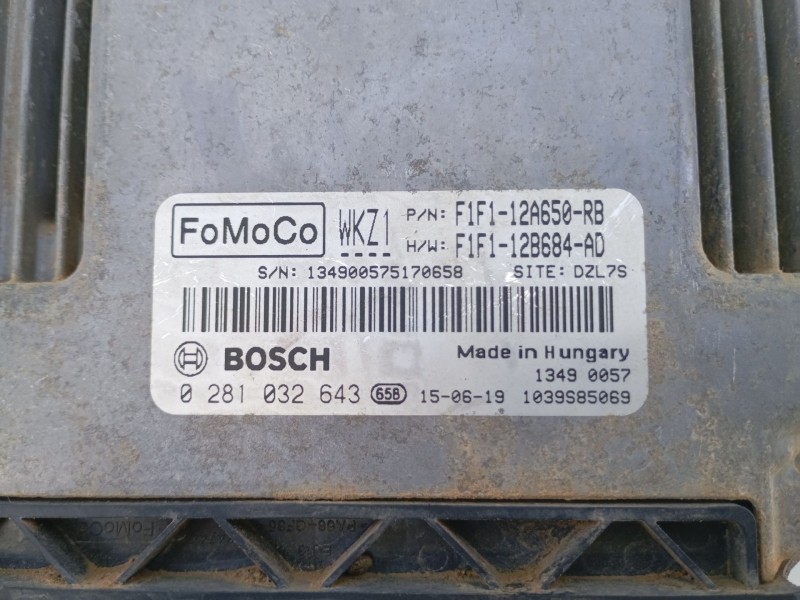 FoMoCo WKZ1 P/N: F1F1-12A650-RB
H/W: F1F1-12B684-AD
S/N: 134900575170658 SITE: DZL7S
BOSCH Made in Hungary
1349 0057
0 281 032 643 658 15-06-19 1039S85069
FoMoCo